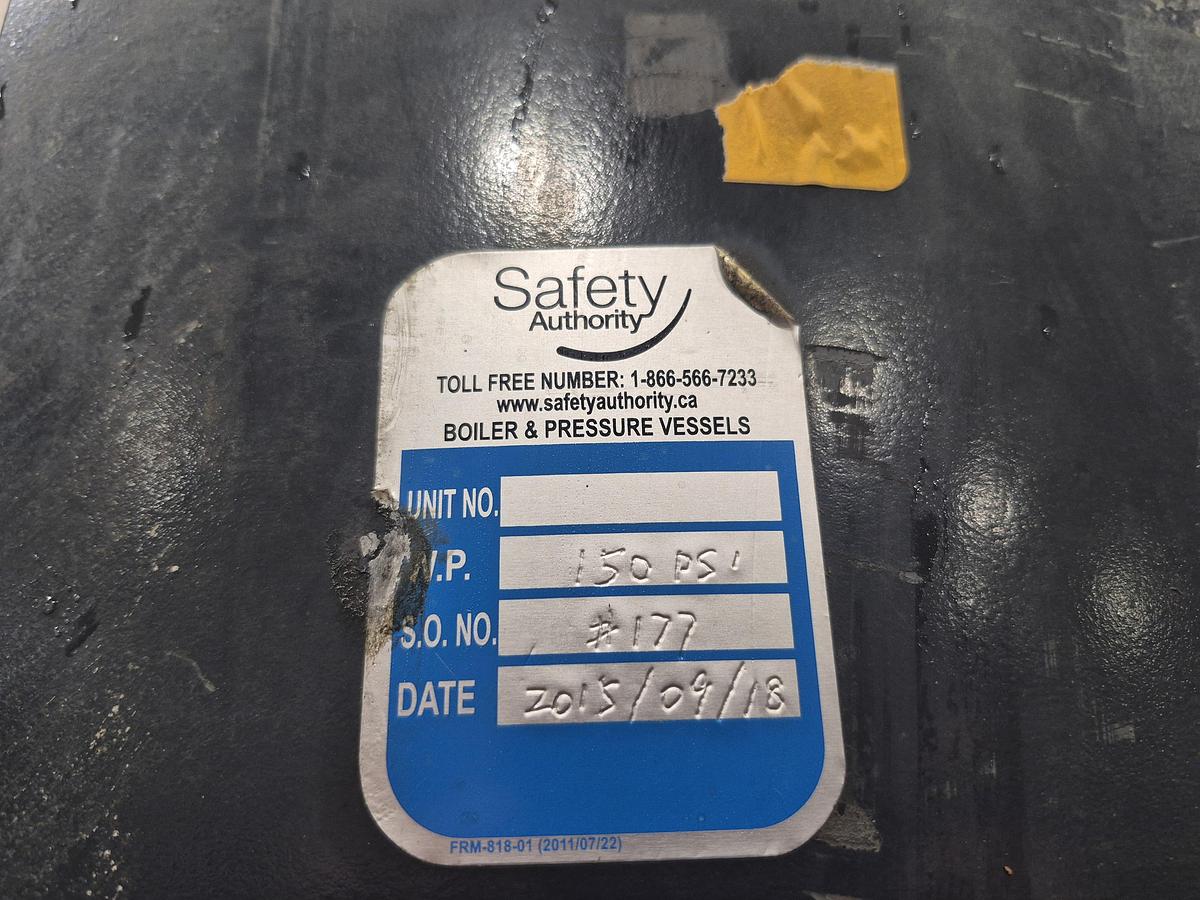 Safety
Authority
TOLL FREE NUMBER: 1-866-566-7233
www.safetyauthority.ca
BOILER & PRESSURE VESSELS
UNIT NO.
.P. 150 PSI
S.O. NO. #177
DATE 2015/09/18
FRM-818-01 (2011/07/22)